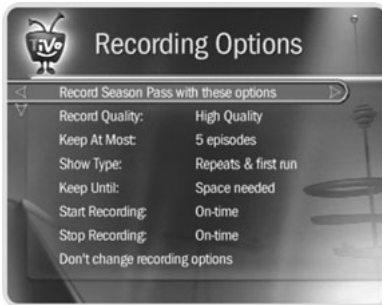 TiVo
Recording Options
Record Season Pass with these options
Record Quality: High Quality
Keep At Most: 5 episodes
Show Type: Repeats & first run
Keep Until: Space needed
Start Recording: On-time
Stop Recording: On-time
Don't change recording options